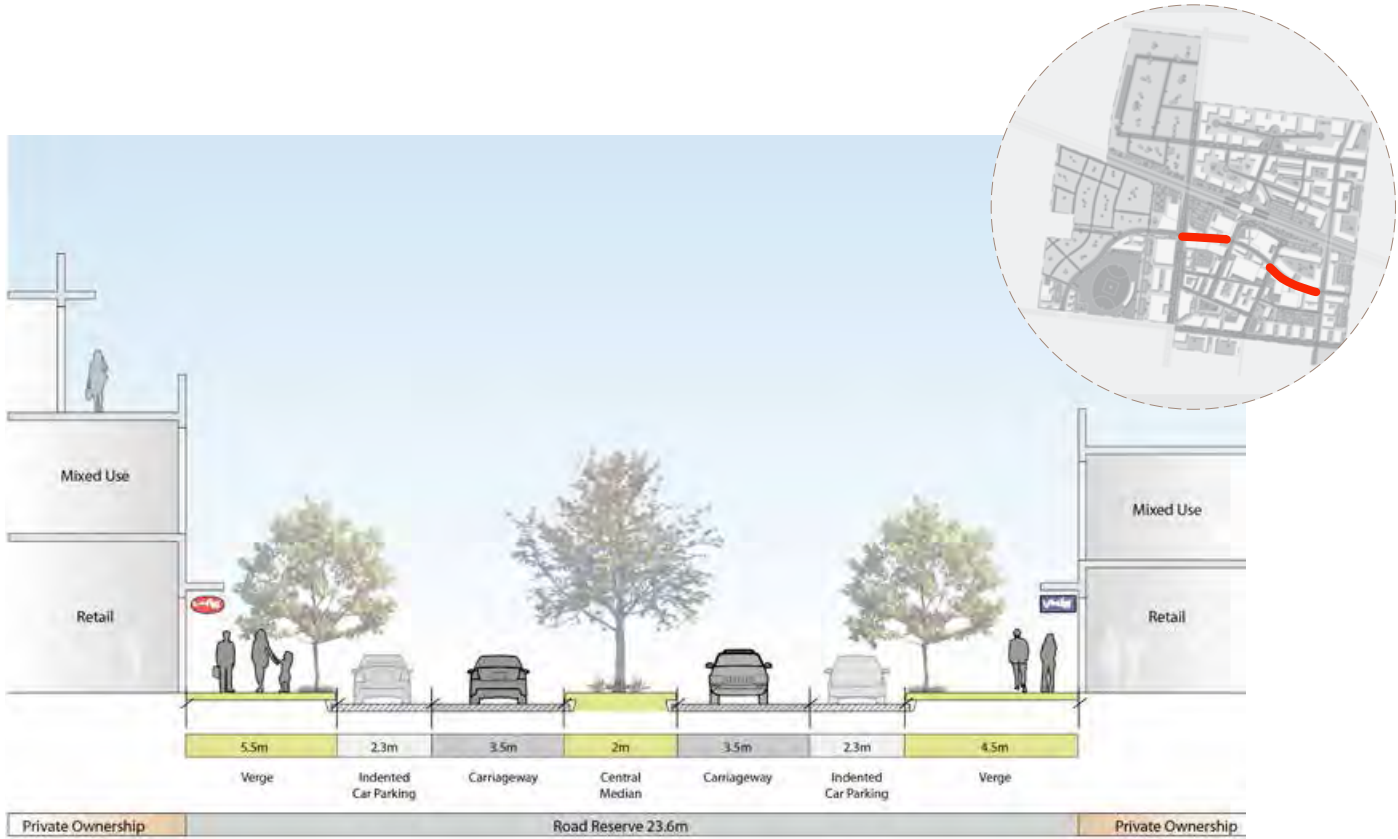 Mixed Use
Mixed Use
Retail
Retail
5.5m 2.3m 3.5m 2m 3.5m 2.3m 4.5m
Verge Indented Carriageway Central Carriageway Indented Verge
Car Parking Median Car Parking
Private Ownership Road Reserve 23.6m Private Ownership